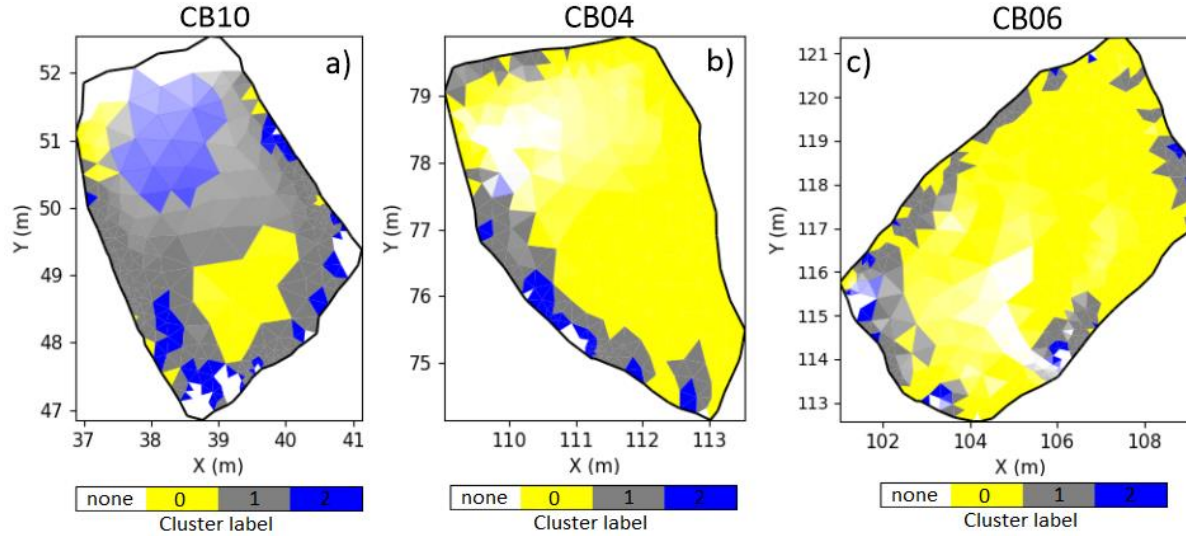 CB10
CB04
CB06
a)
b)
c)
Y (m)
52
51
50
49
48
47
37 38 39 40 41
X (m)
Y (m)
79
78
77
76
75
110 111 112 113
X (m)
Y (m)
121
120
119
118
117
116
115
114
113
102 104 106 108
X (m)
none 0 1 2
Cluster label
none 0 1 2
Cluster label
none 0 1 2
Cluster label